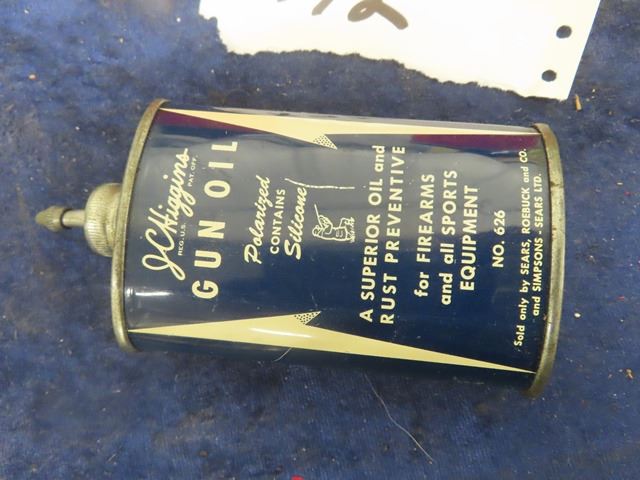 J.C. Higgins
REG. U.S. PAT. OFF.
GUN OIL
Polarized
CONTAINS
Silicone
A SUPERIOR OIL and
RUST PREVENTIVE
for FIREARMS
and all SPORTS
EQUIPMENT
NO. 626
Sold only by SEARS, ROEBUCK and CO.
and SIMPSONS-SEARS LTD.